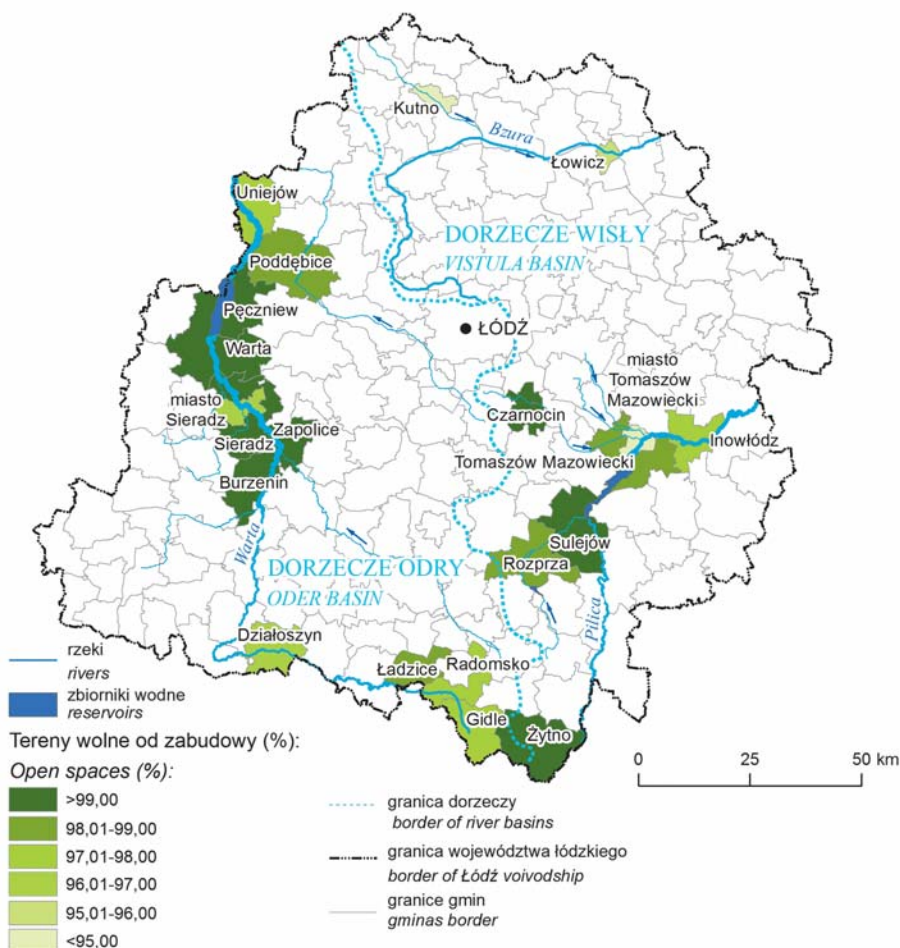 Kutno
Bzura
Łowicz
Uniejów
DORZECZE WISŁY
VISTULA BASIN
Poddębice
Pęczniew
ŁÓDŹ
Warta
miasto
Tomaszów
Mazowiecki
miasto
Sieradz
Czarnocin
Zapolice
Sieradz
Inowłódz
Tomaszów Mazowiecki
Burzenin
Sulejów
Warta
Rozprza
DORZECZE ODRY
ODER BASIN
Pilica
Działoszyn
Radomsko
Ładzice
Gidle
Żytno
rzeki
rivers
zbiorniki wodne
reservoirs
Tereny wolne od zabudowy (%):
Open spaces (%):
>99,00
98,01-99,00
97,01-98,00
96,01-97,00
95,01-96,00
<95,00
0 25 50 km
granica dorzeczy
border of river basins
granica województwa łódzkiego
border of Łódź voivodship
granice gmin
gminas border